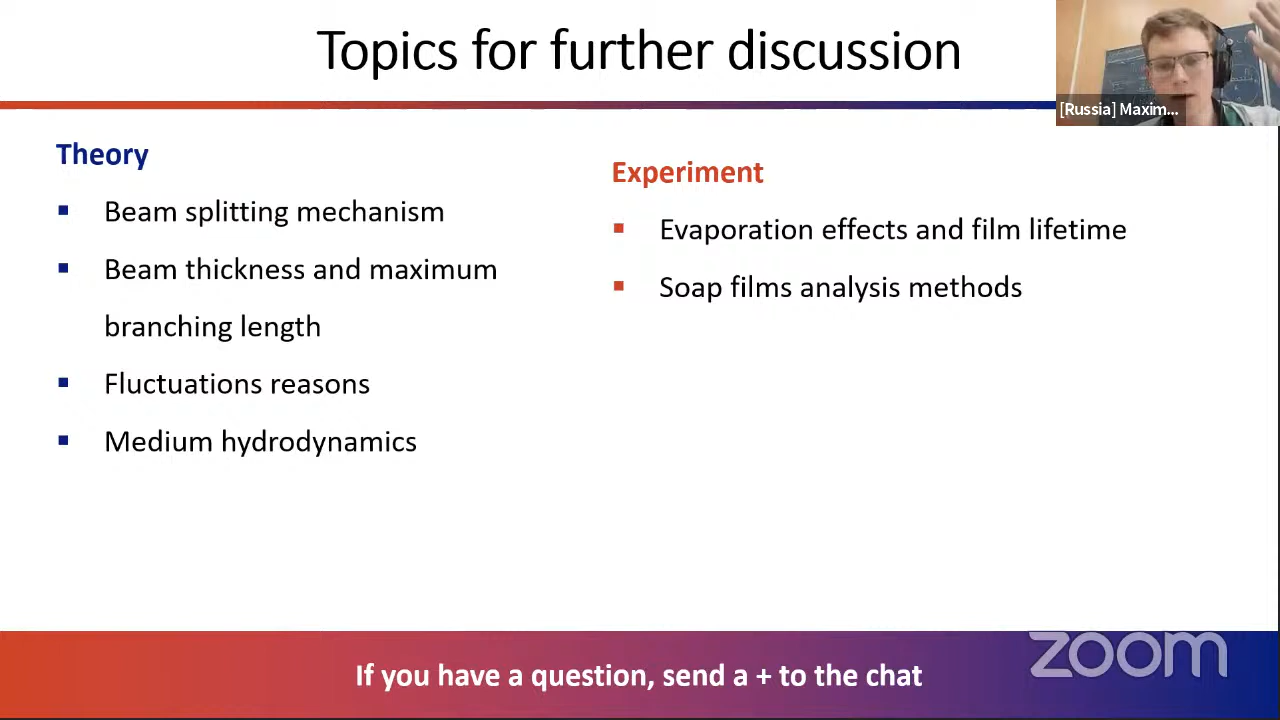 Topics for further discussion
[Russia] Maxim...
Theory
Beam splitting mechanism
Beam thickness and maximum
branching length
Fluctuations reasons
Medium hydrodynamics
Experiment
Evaporation effects and film lifetime
Soap films analysis methods
If you have a question, send a + to the chat
zoom